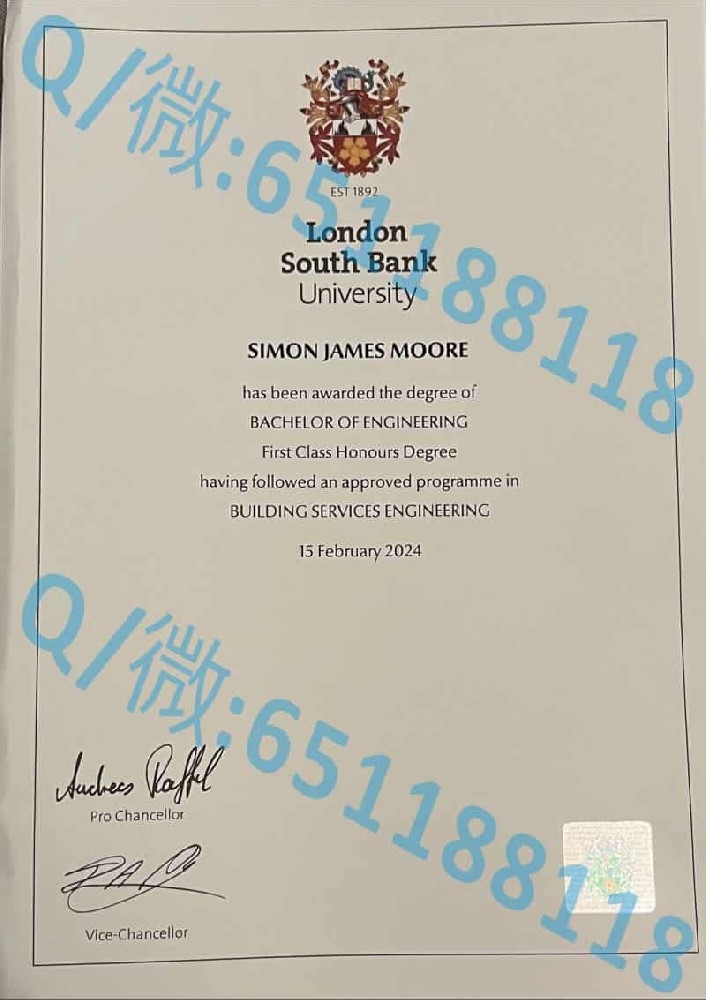 EST 1892
London
South Bank
University
SIMON JAMES MOORE
has been awarded the degree of
BACHELOR OF ENGINEERING
First Class Honours Degree
having followed an approved programme in
BUILDING SERVICES ENGINEERING
15 February 2024
Pro Chancellor
Vice-Chancellor
Q/微:651188118
Q/微:651188118